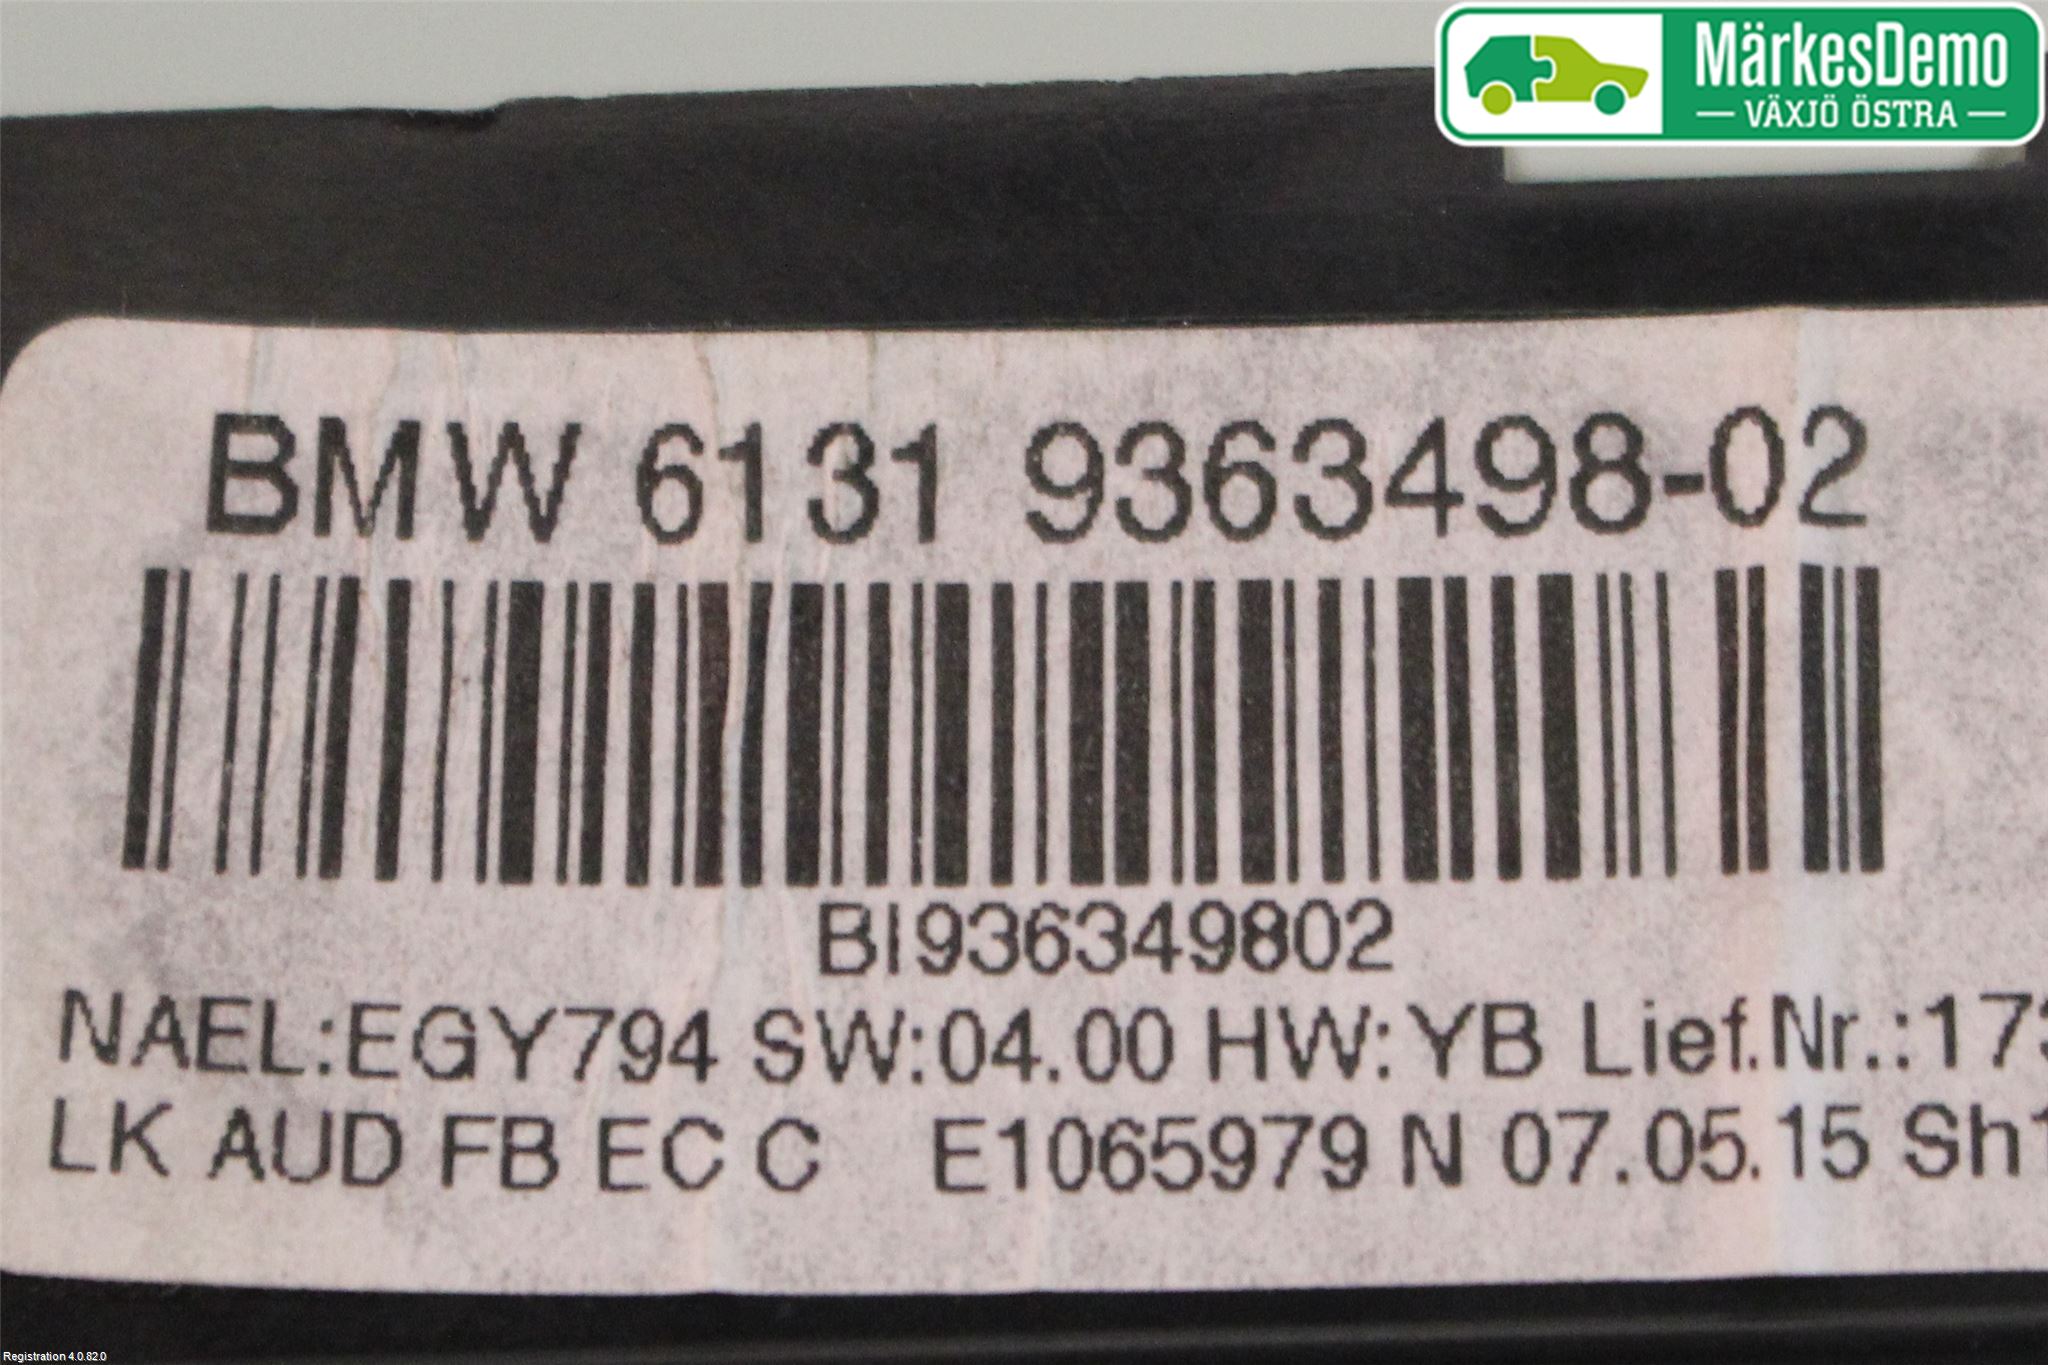 MärkesDemo
VÄXJÖ ÖSTRA
BMW 6131 9363498-02
BI936349802
NAEL:EGY794 SW:04.00 HW:YB Lief.Nr.:173
LK AUD FB EC C E1065979 N 07.05.15 Sh1
Registration 4.0.82.0